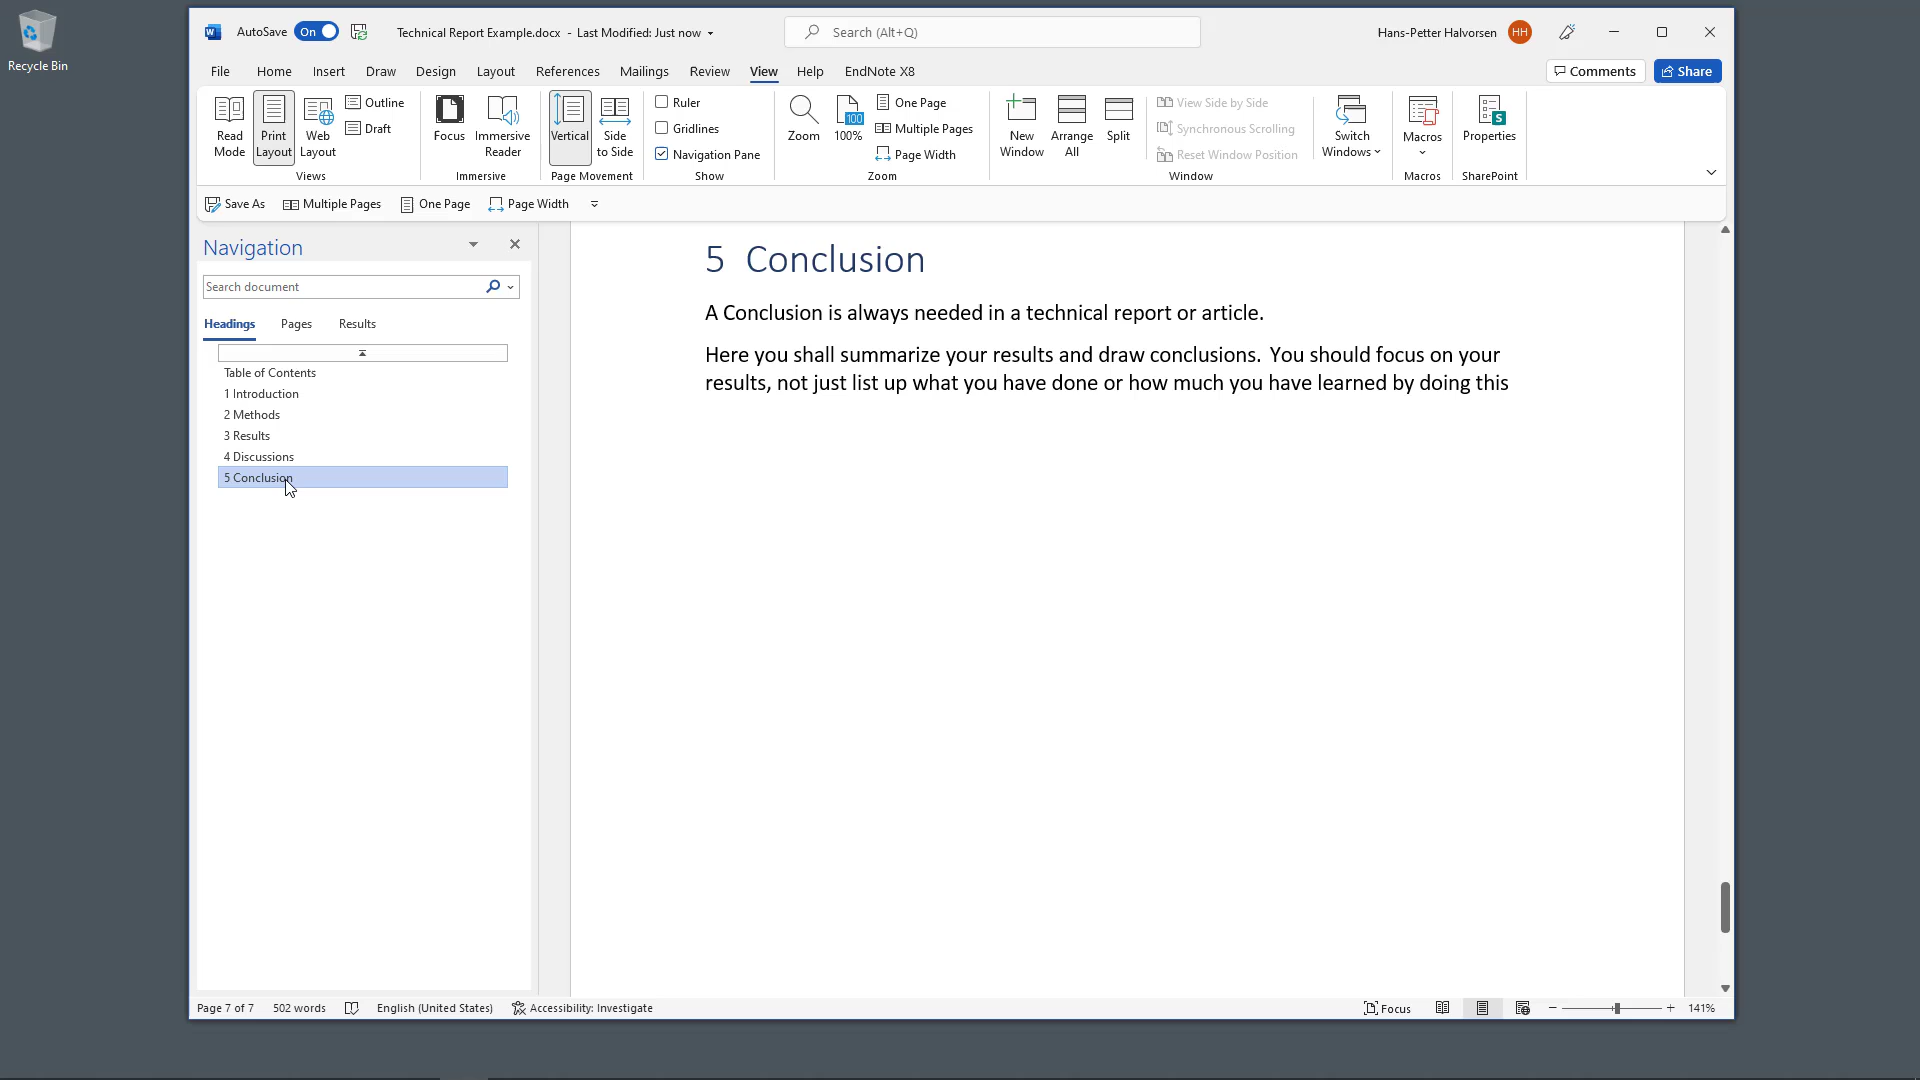 Recycle Bin
AutoSave On
Technical Report Example.docx - Last Modified: Just now
Search (Alt+Q)
Hans-Petter Halvorsen HH
File Home Insert Draw Design Layout References Mailings Review View Help EndNote X8
Comments Share
Read Mode
Print Layout
Web Layout
Outline
Draft
Views
Focus
Immersive Reader
Immersive
Vertical
Side to Side
Page Movement
Ruler
Gridlines
Navigation Pane
Show
Zoom
100
100%
One Page
Multiple Pages
Page Width
Zoom
New Window
Arrange All
Split
View Side by Side
Synchronous Scrolling
Reset Window Position
Switch Windows
Window
Macros
Macros
S
Properties
SharePoint
Save As Multiple Pages One Page Page Width
Navigation
Search document
Headings Pages Results
Table of Contents
1 Introduction
2 Methods
3 Results
4 Discussions
5 Conclusion
5 Conclusion
A Conclusion is always needed in a technical report or article.
Here you shall summarize your results and draw conclusions. You should focus on your
results, not just list up what you have done or how much you have learned by doing this
Page 7 of 7 502 words English (United States) Accessibility: Investigate
Focus 141%